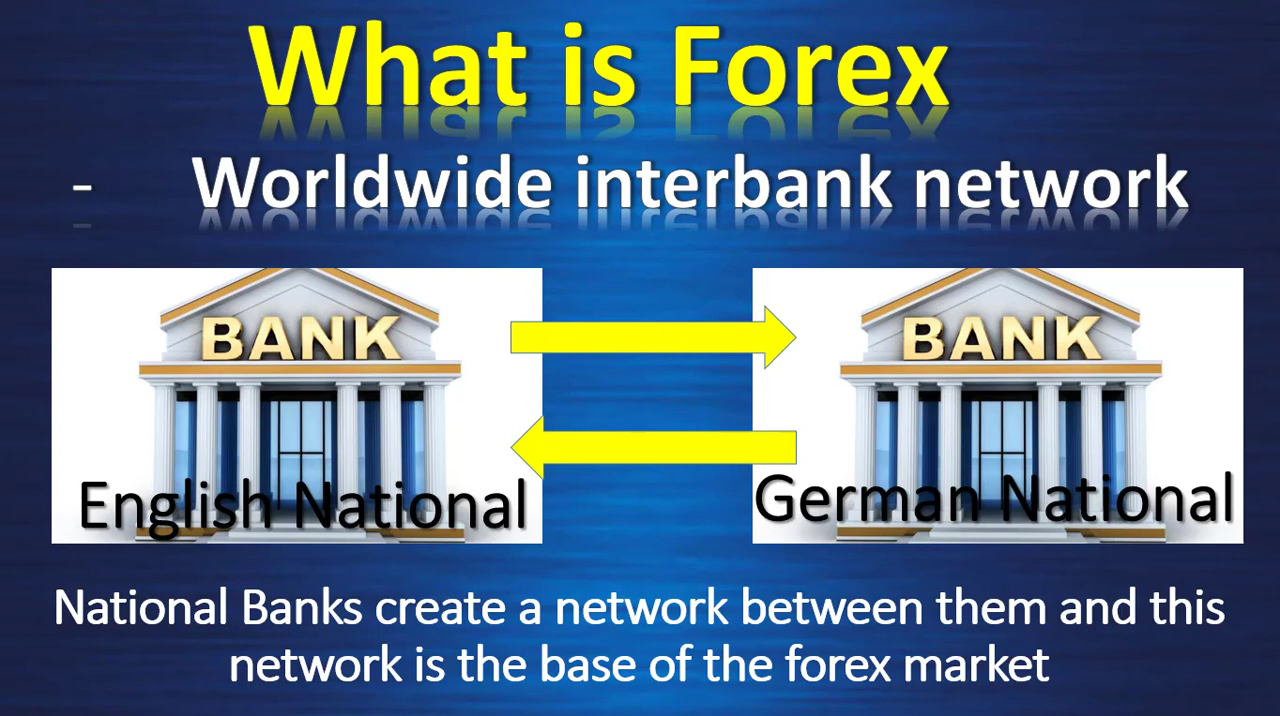 What is Forex
- Worldwide interbank network
BANK
BANK
English National
German National
National Banks create a network between them and this
network is the base of the forex market